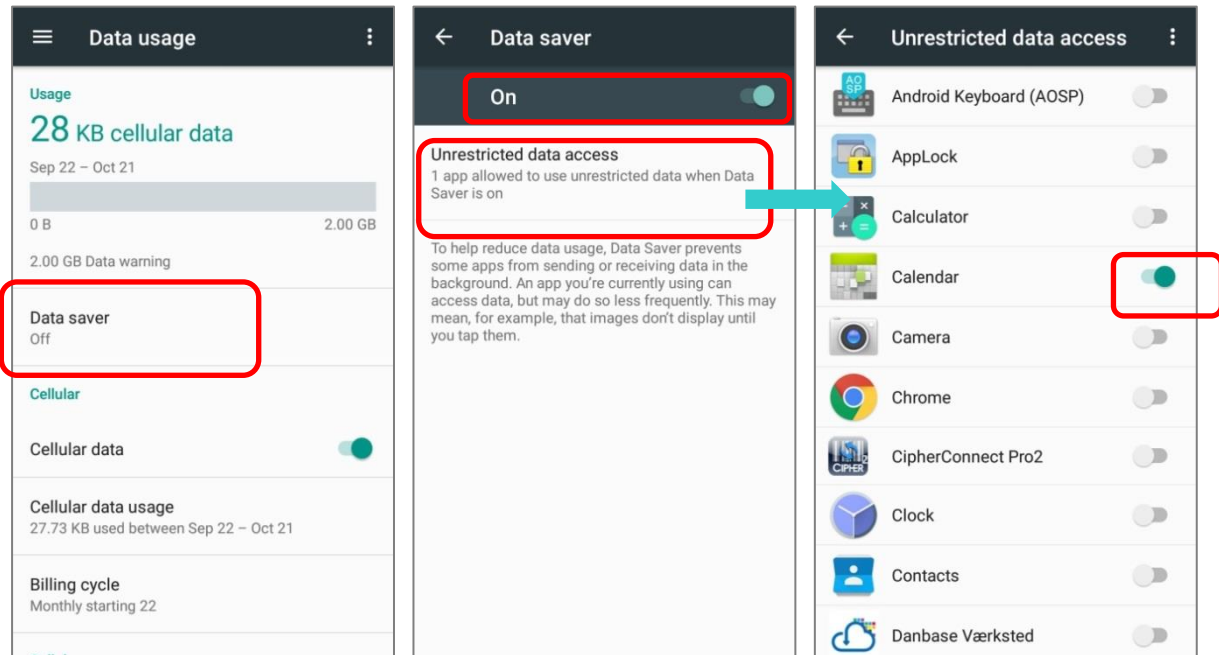 Data usage
Usage
28 KB cellular data
Sep 22 – Oct 21
0 B
2.00 GB
2.00 GB Data warning
Data saver
Off
Cellular
Cellular data
Cellular data usage
27.73 KB used between Sep 22 – Oct 21
Billing cycle
Monthly starting 22
Data saver
On
Unrestricted data access
1 app allowed to use unrestricted data when Data
Saver is on
To help reduce data usage, Data Saver prevents
some apps from sending or receiving data in the
background. An app you're currently using can
access data, but may do so less frequently. This may
mean, for example, that images don't display until
you tap them.
Unrestricted data access
AO
SP
Android Keyboard (AOSP)
AppLock
Calculator
Calendar
Camera
Chrome
2
CIPHER
CipherConnect Pro2
Clock
Contacts
Danbase Værksted